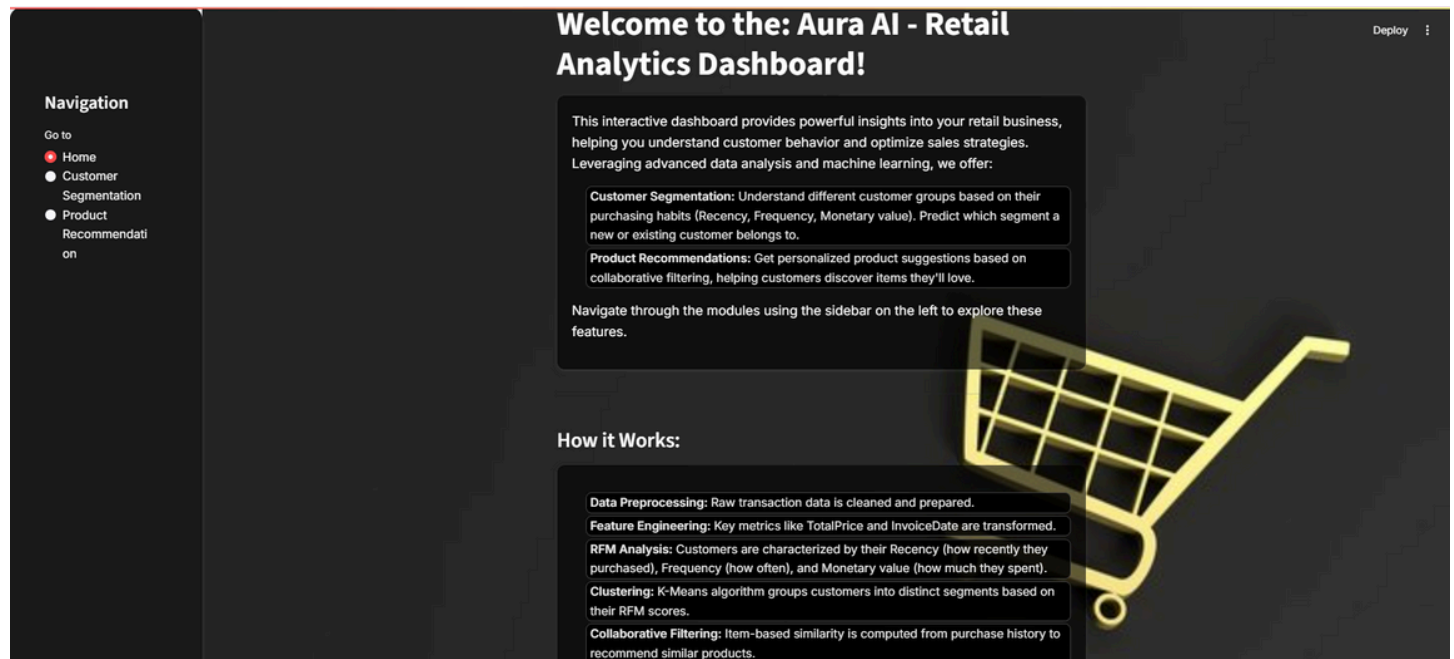 Welcome to the: Aura AI - Retail
Analytics Dashboard!
Deploy
Navigation
Go to
Home
Customer
Segmentation
Product
Recommendati
on
This interactive dashboard provides powerful insights into your retail business,
helping you understand customer behavior and optimize sales strategies.
Leveraging advanced data analysis and machine learning, we offer:
Customer Segmentation: Understand different customer groups based on their
purchasing habits (Recency, Frequency, Monetary value). Predict which segment a
new or existing customer belongs to.
Product Recommendations: Get personalized product suggestions based on
collaborative filtering, helping customers discover items they'll love.
Navigate through the modules using the sidebar on the left to explore these
features.
How it Works:
Data Preprocessing: Raw transaction data is cleaned and prepared.
Feature Engineering: Key metrics like TotalPrice and InvoiceDate are transformed.
RFM Analysis: Customers are characterized by their Recency (how recently they
purchased), Frequency (how often), and Monetary value (how much they spent).
Clustering: K-Means algorithm groups customers into distinct segments based on
their RFM scores.
Collaborative Filtering: Item-based similarity is computed from purchase history to
recommend similar products.